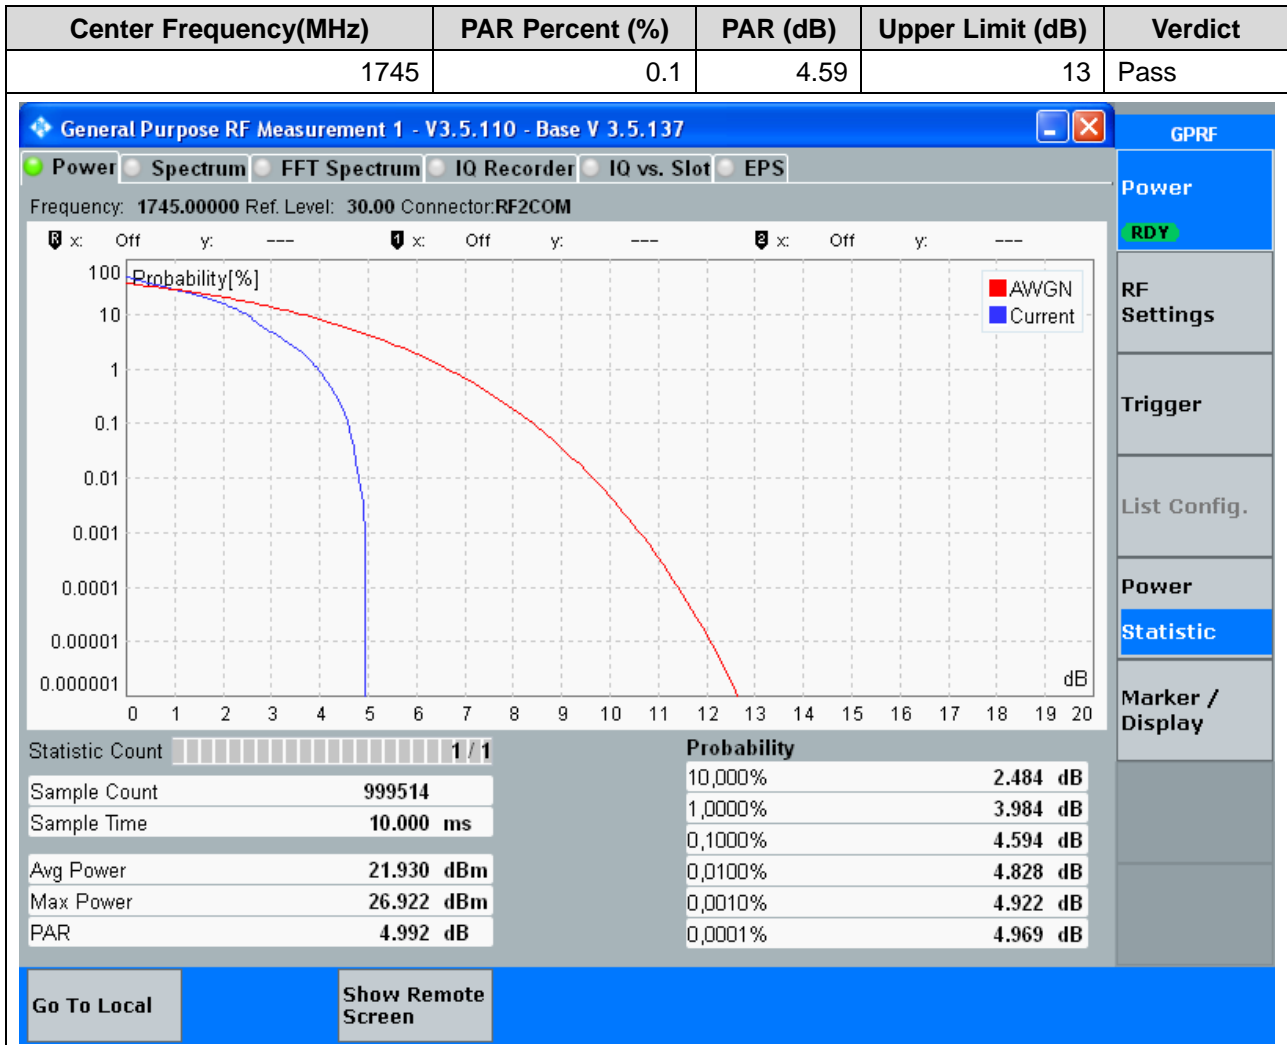 Center Frequency(MHz) PAR Percent (%) PAR (dB) Upper Limit (dB) Verdict
1745 0.1 4.59 13 Pass
General Purpose RF Measurement 1 - V3.5.110 - Base V 3.5.137
GPRF
Power Spectrum FFT Spectrum IQ Recorder IQ vs. Slot EPS
Power
RDY
Frequency: 1745.00000 Ref. Level: 30.00 Connector:RF2COM
R x: Off y: --- 1 x: Off y: --- 2 x: Off y: ---
Probability[%]
AWGN
Current
100
10
1
0.1
0.01
0.001
0.0001
0.00001
0.000001
dB
0 1 2 3 4 5 6 7 8 9 10 11 12 13 14 15 16 17 18 19 20
RF
Settings
Trigger
List Config.
Power
Statistic
Marker /
Display
Statistic Count 1 / 1
Sample Count 999514
Sample Time 10.000 ms
Avg Power 21.930 dBm
Max Power 26.922 dBm
PAR 4.992 dB
Probability
10,000% 2.484 dB
1,0000% 3.984 dB
0,1000% 4.594 dB
0,0100% 4.828 dB
0,0010% 4.922 dB
0,0001% 4.969 dB
Go To Local
Show Remote
Screen